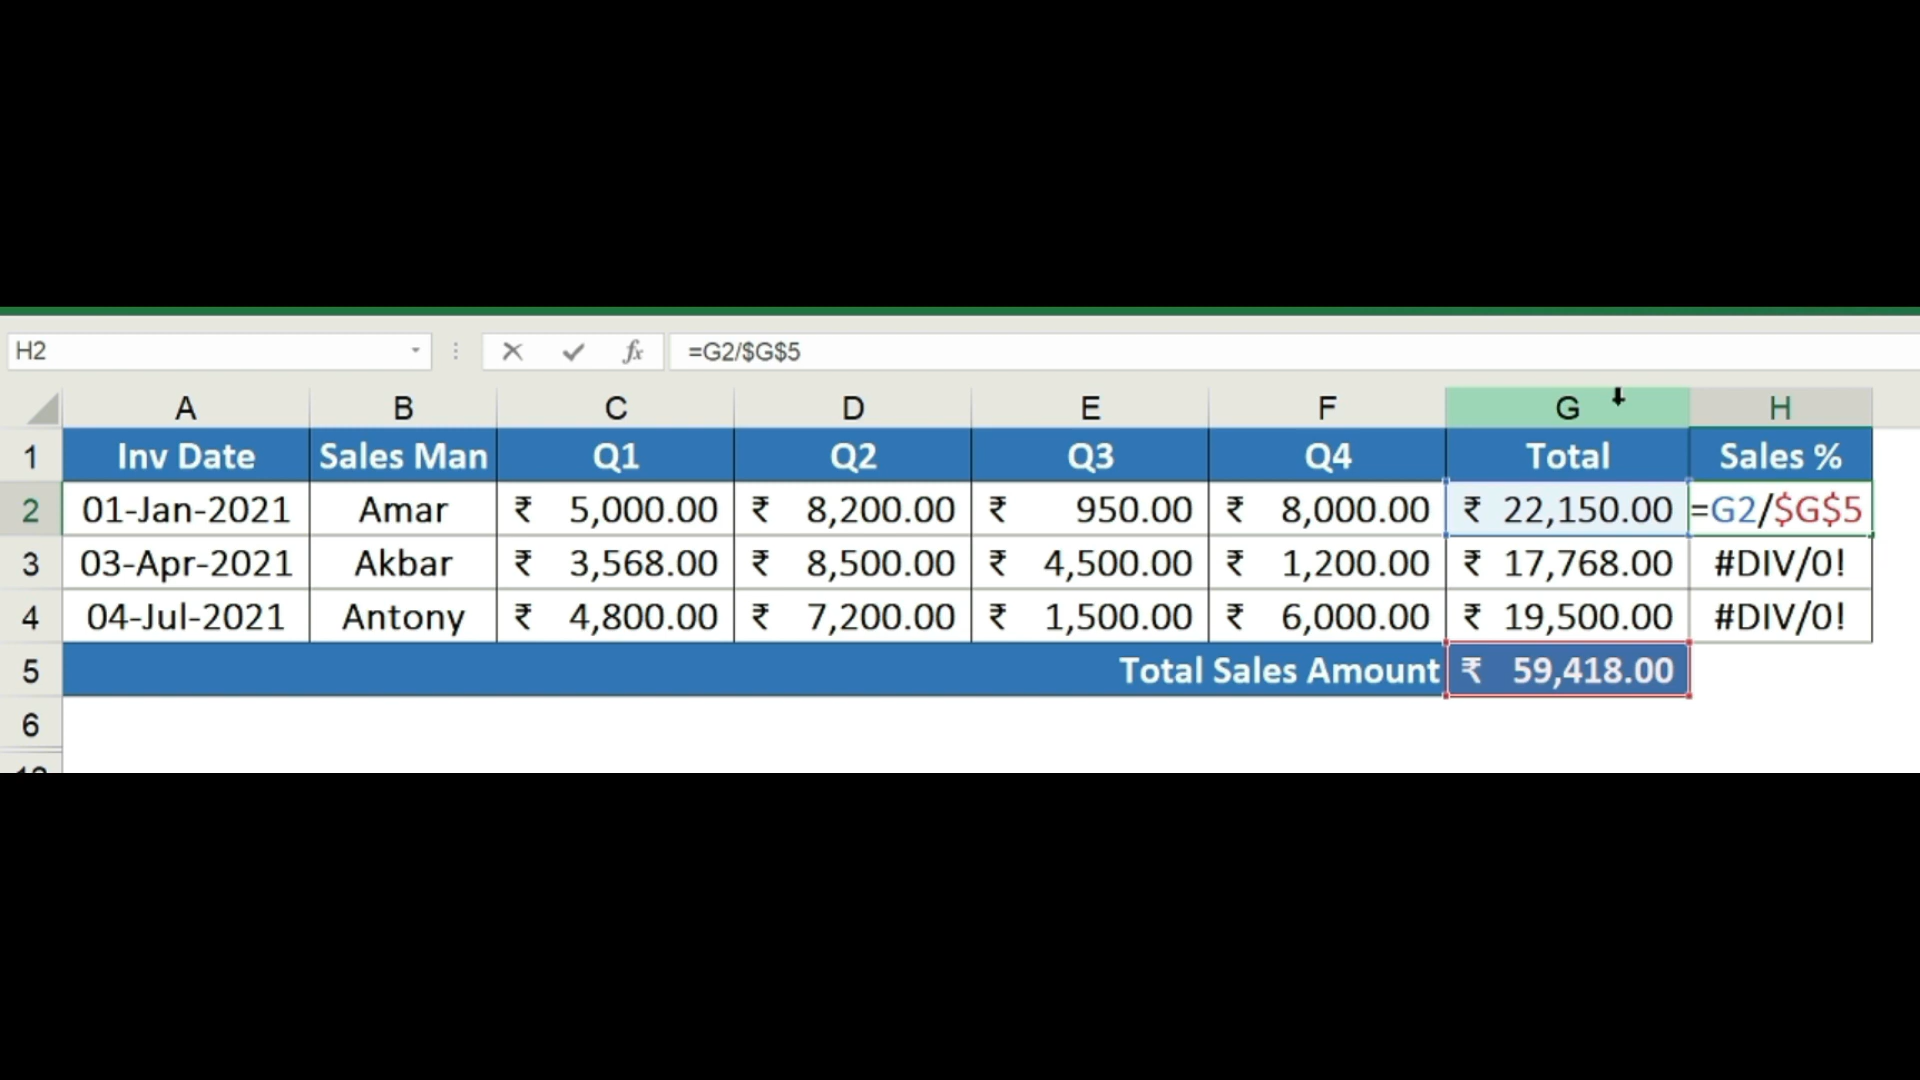 H2 fx =G2/$G$5
A B C D E F G H
1 Inv Date Sales Man Q1 Q2 Q3 Q4 Total Sales %
2 01-Jan-2021 Amar ₹ 5,000.00 ₹ 8,200.00 ₹ 950.00 ₹ 8,000.00 ₹ 22,150.00 =G2/$G$5
3 03-Apr-2021 Akbar ₹ 3,568.00 ₹ 8,500.00 ₹ 4,500.00 ₹ 1,200.00 ₹ 17,768.00 #DIV/0!
4 04-Jul-2021 Antony ₹ 4,800.00 ₹ 7,200.00 ₹ 1,500.00 ₹ 6,000.00 ₹ 19,500.00 #DIV/0!
5 Total Sales Amount ₹ 59,418.00
6